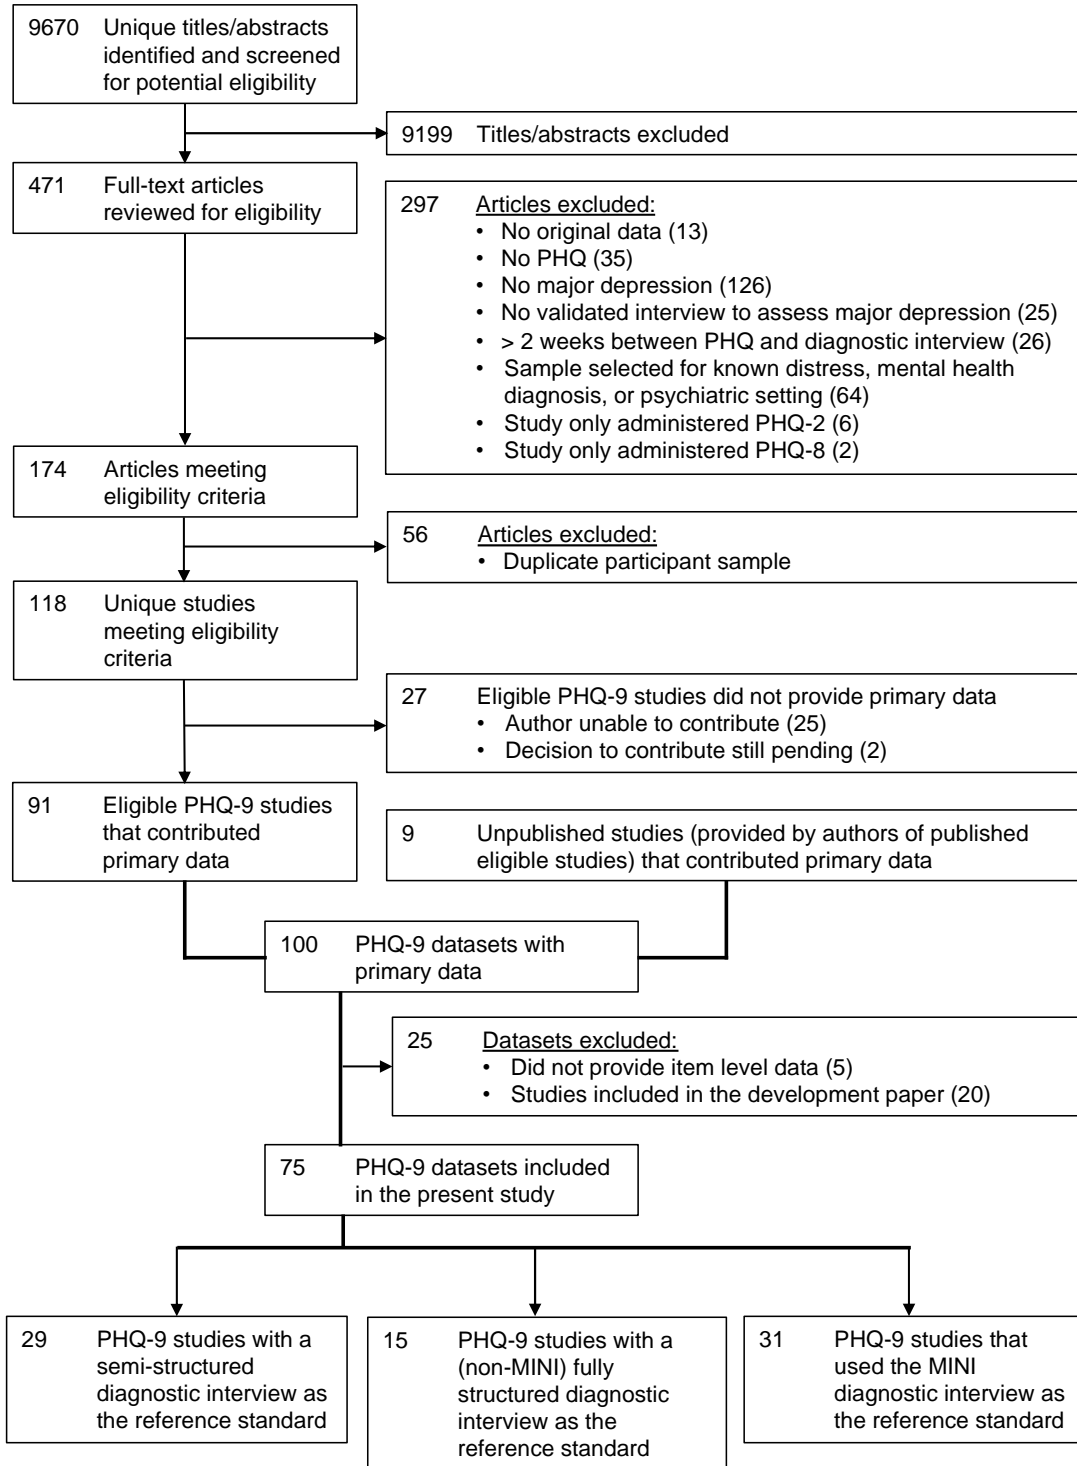 9670 Unique titles/abstracts
identified and screened
for potential eligibility
9199 Titles/abstracts excluded
471 Full-text articles
reviewed for eligibility
297 Articles excluded:
• No original data (13)
• No PHQ (35)
• No major depression (126)
• No validated interview to assess major depression (25)
• > 2 weeks between PHQ and diagnostic interview (26)
• Sample selected for known distress, mental health
diagnosis, or psychiatric setting (64)
• Study only administered PHQ-2 (6)
• Study only administered PHQ-8 (2)
174 Articles meeting
eligibility criteria
56 Articles excluded:
• Duplicate participant sample
118 Unique studies
meeting eligibility
criteria
27 Eligible PHQ-9 studies did not provide primary data
• Author unable to contribute (25)
• Decision to contribute still pending (2)
91 Eligible PHQ-9 studies
that contributed
primary data
9 Unpublished studies (provided by authors of published
eligible studies) that contributed primary data
100 PHQ-9 datasets with
primary data
25 Datasets excluded:
• Did not provide item level data (5)
• Studies included in the development paper (20)
75 PHQ-9 datasets included
in the present study
29 PHQ-9 studies with a
semi-structured
diagnostic interview as
the reference standard
15 PHQ-9 studies with a
(non-MINI) fully
structured diagnostic
interview as the
reference standard
31 PHQ-9 studies that
used the MINI
diagnostic interview as
the reference standard